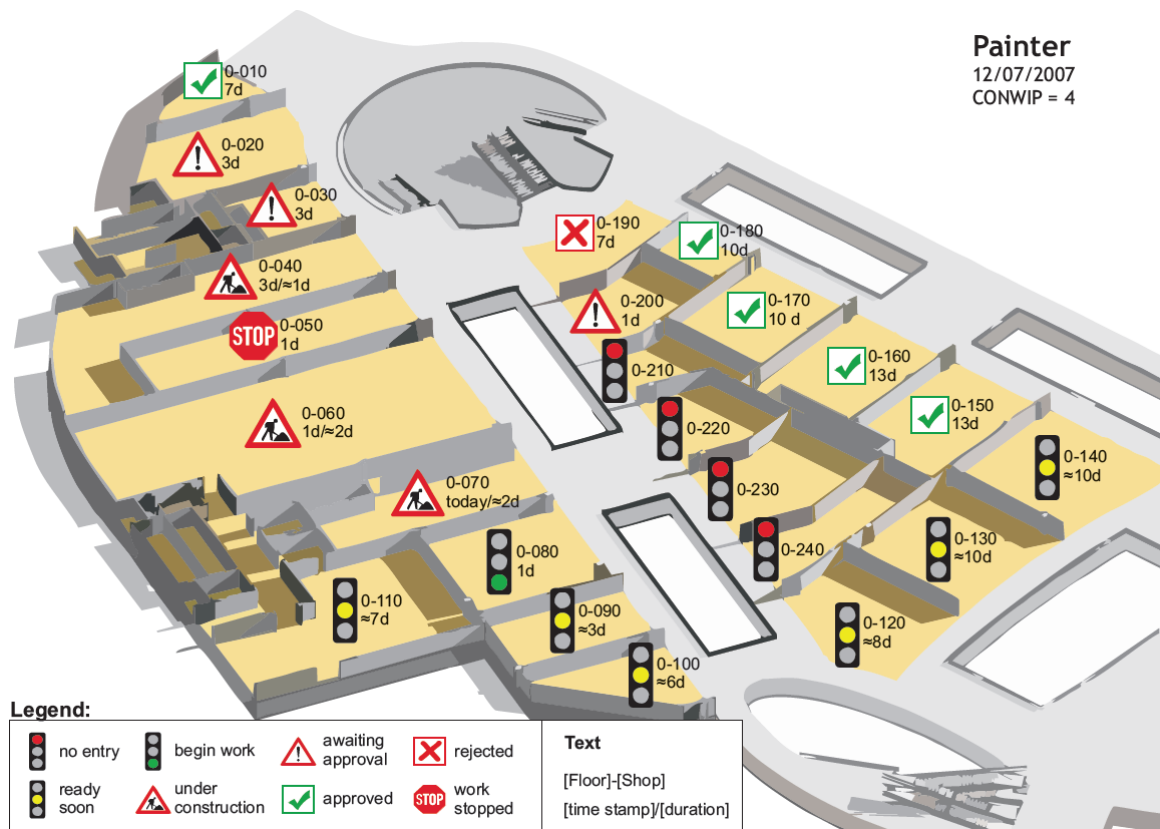 Painter
12/07/2007
CONWIP = 4
0-010
7d
0-020
3d
0-030
3d
0-040
3d/≈1d
STOP
0-050
1d
0-060
1d/≈2d
0-070
today/≈2d
0-080
1d
0-110
≈7d
0-090
≈3d
0-100
≈6d
0-190
7d
0-180
10d
0-200
1d
0-170
10 d
0-210
0-160
13d
0-220
0-150
13d
0-230
0-140
≈10d
0-240
0-130
≈10d
0-120
≈8d
Legend:
no entry
begin work
awaiting
approval
rejected
ready
soon
under
construction
approved
STOP
work
stopped
Text
[Floor]-[Shop]
[time stamp]/[duration]